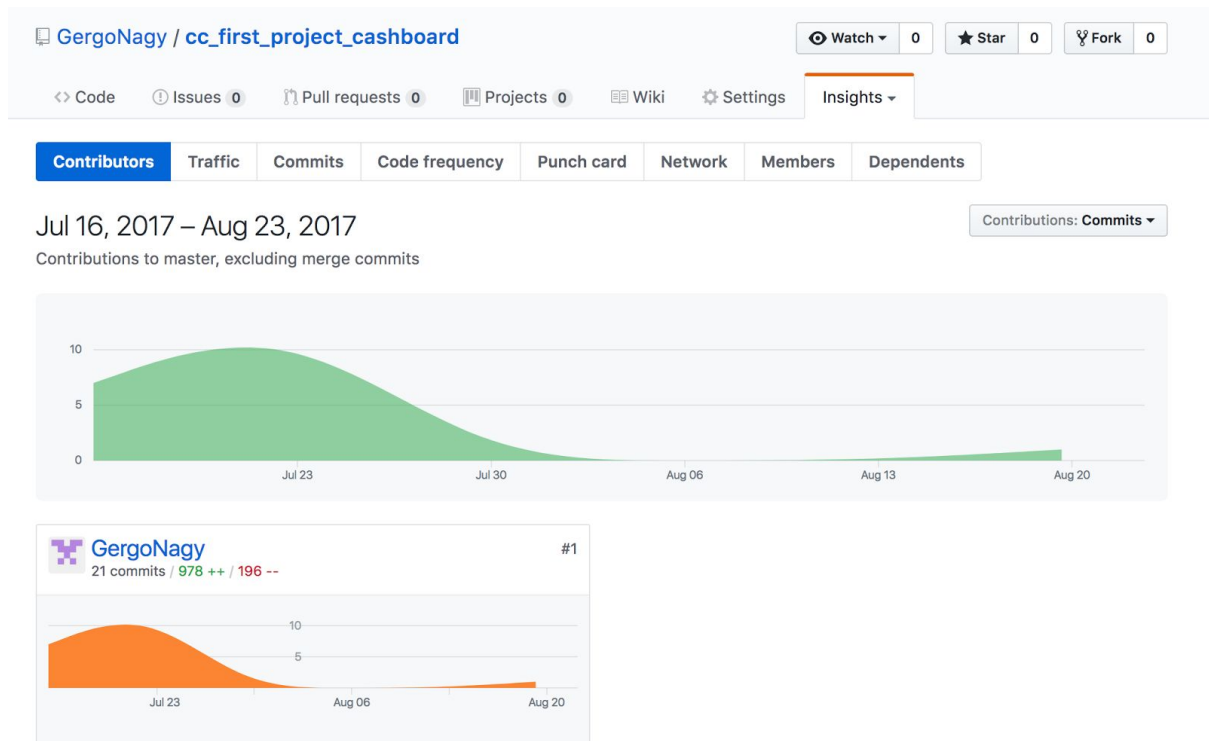 GergoNagy / cc_first_project_cashboard
Watch 0 Star 0 Fork 0
Code Issues 0 Pull requests 0 Projects 0 Wiki Settings Insights
Contributors Traffic Commits Code frequency Punch card Network Members Dependents
Jul 16, 2017 – Aug 23, 2017
Contributions: Commits
Contributions to master, excluding merge commits
10
5
0
Jul 23 Jul 30 Aug 06 Aug 13 Aug 20
GergoNagy #1
21 commits / 978 ++ / 196 --
10
5
Jul 23 Aug 06 Aug 20